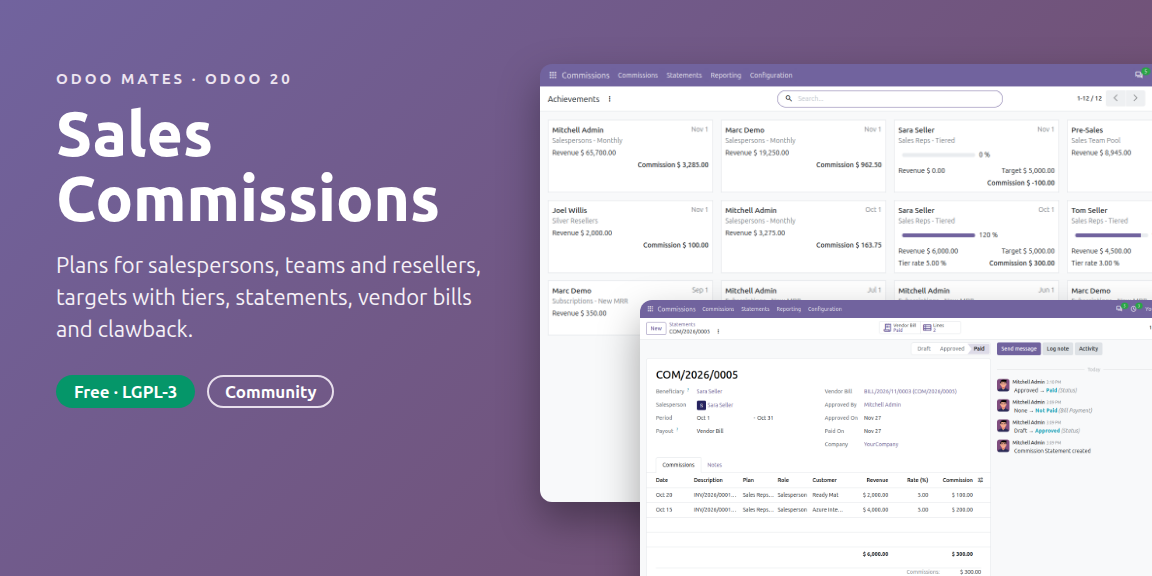 ODOO MATES · ODOO 20
Sales
Commissions
Plans for salespersons, teams and resellers,
targets with tiers, statements, vendor bills
and clawback.
Free · LGPL-3
Community
Commissions Commissions Statements Reporting Configuration
Achievements
Search...
1-12 / 12
Mitchell Admin Nov 1
Salespersons - Monthly
Revenue $ 65,700.00
Commission $ 3,285.00
Marc Demo Nov 1
Salespersons - Monthly
Revenue $ 19,250.00
Commission $ 962.50
Sara Seller Nov 1
Sales Reps - Tiered
0 %
Revenue $ 0.00 Target $ 5,000.00
Commission $ -100.00
Pre-Sales
Sales Team Pool
Revenue $ 8,945.00
Joel Willis Nov 1
Silver Resellers
Revenue $ 2,000.00
Commission $ 100.00
Mitchell Admin Oct 1
Salespersons - Monthly
Revenue $ 3,275.00
Commission $ 163.75
Sara Seller Oct 1
Sales Reps - Tiered
120 %
Revenue $ 6,000.00 Target $ 5,000.00
Tier rate 5.00 % Commission $ 300.00
Tom Seller
Sales Reps - Tiered
Revenue $ 4,500.00
Tier rate 3.00 %
Marc Demo Sep 1
Subscriptions - New MRR
Revenue $ 350.00
Mitchell Admin Jul 1
Mitchell Admin Jun 1
Marc Demo
Commissions Commissions Statements Reporting Configuration
New
Statements
COM/2026/0005
Vendor Bill
Paid
Lines
2
Draft Approved Paid
Send message Log note Activity
COM/2026/0005
Beneficiary ? Sara Seller
Salesperson S Sara Seller
Period Oct 1 - Oct 31
Payout ? Vendor Bill
Vendor Bill BILL/2026/11/0003 (COM/2026/0005)
Approved By Mitchell Admin
Approved On Nov 27
Paid On Nov 27
Company YourCompany
Commissions Notes
Date Description Plan Role Customer Revenue Rate (%) Commission
Oct 20 INV/2026/0001... Sales Reps... Salesperson Ready Mat $ 2,000.00 5.00 $ 100.00
Oct 15 INV/2026/0001... Sales Reps... Salesperson Azure Inte... $ 4,000.00 5.00 $ 200.00
$ 6,000.00 $ 300.00
Commissions: $ 300.00
Today
Mitchell Admin
Approved → Paid (Status)
Mitchell Admin
None → Not Paid (Bill Payment)
Mitchell Admin
Draft → Approved (Status)
Mitchell Admin
Commission Statement created